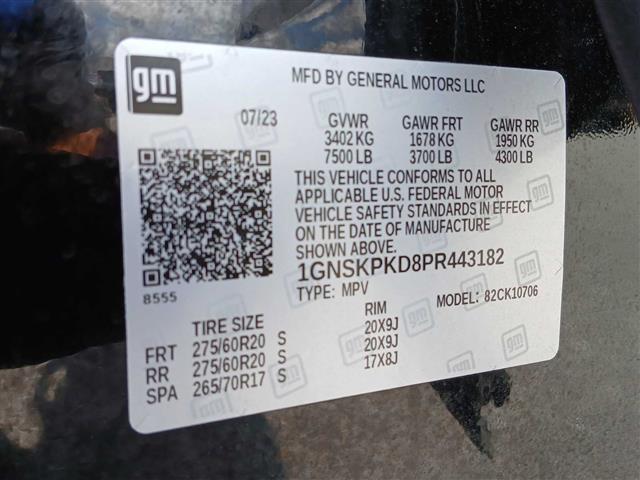 gm
MFD BY GENERAL MOTORS LLC
07/23 GVWR GAWR FRT GAWR RR
3402 KG 1678 KG 1950 KG
7500 LB 3700 LB 4300 LB
THIS VEHICLE CONFORMS TO ALL
APPLICABLE U.S. FEDERAL MOTOR
VEHICLE SAFETY STANDARDS IN EFFECT
ON THE DATE OF MANUFACTURE
SHOWN ABOVE.
8555
1GNSKPKD8PR443182
TYPE: MPV MODEL: 82CK10706
TIRE SIZE RIM
FRT 275/60R20 S 20X9J
RR 275/60R20 S 20X9J
SPA 265/70R17 S 17X8J